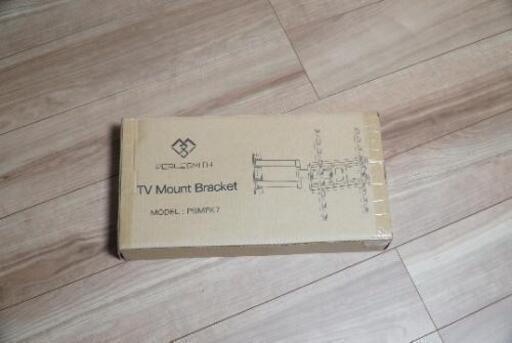 PERLESMITH
TV Mount Bracket
MODEL : PSMFK7